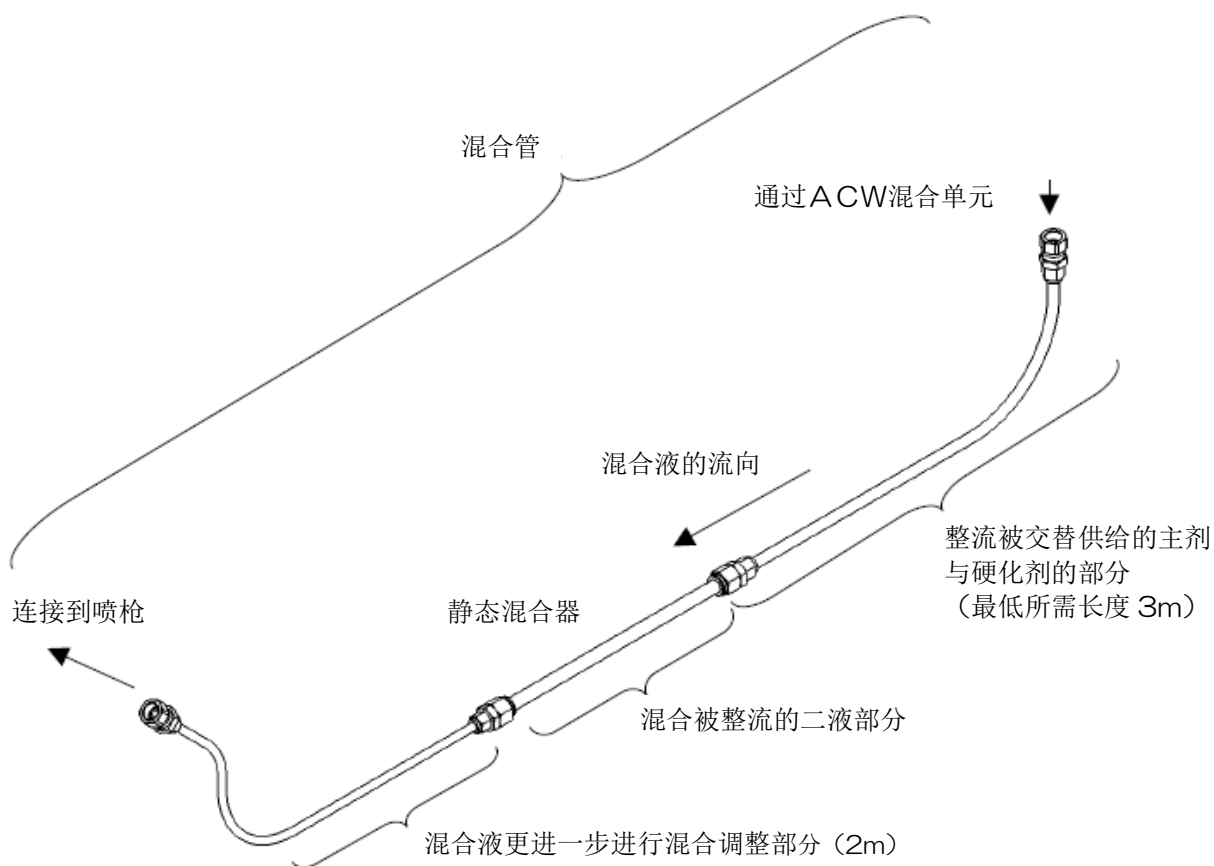 混合管
通过ACW混合单元
混合液的流向
整流被交替供给的主剂
与硬化剂的部分
（最低所需长度 3m）
连接到喷枪
静态混合器
混合被整流的二液部分
混合液更进一步进行混合调整部分（2m）